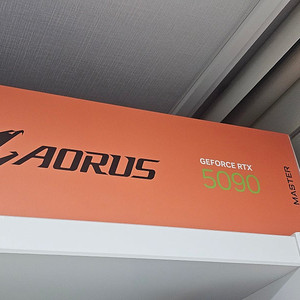 AORUS
GEFORCE RTX
5090
MASTER